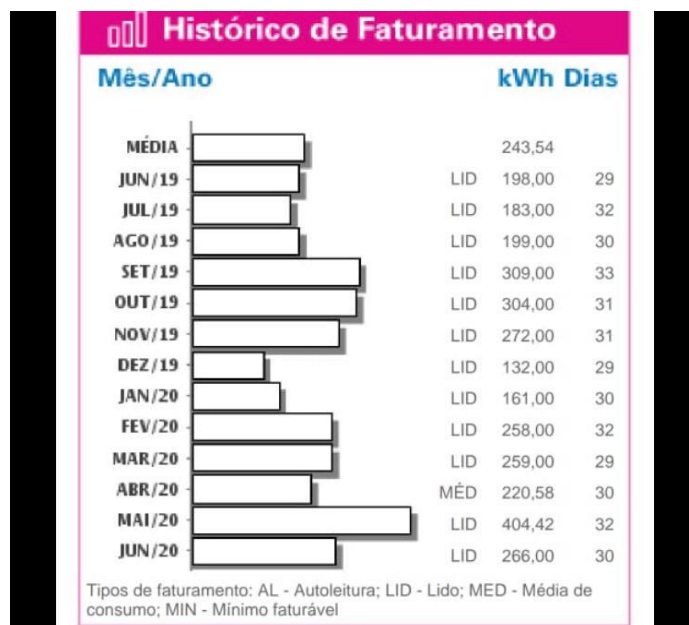 Histórico de Faturamento
Mês/Ano kWh Dias
MÉDIA 243,54
JUN/19 LID 198,00 29
JUL/19 LID 183,00 32
AGO/19 LID 199,00 30
SET/19 LID 309,00 33
OUT/19 LID 304,00 31
NOV/19 LID 272,00 31
DEZ/19 LID 132,00 29
JAN/20 LID 161,00 30
FEV/20 LID 258,00 32
MAR/20 LID 259,00 29
ABR/20 MÉD 220,58 30
MAI/20 LID 404,42 32
JUN/20 LID 266,00 30
Tipos de faturamento: AL - Autoleitura; LID - Lido; MED - Média de
consumo; MIN - Mínimo faturável